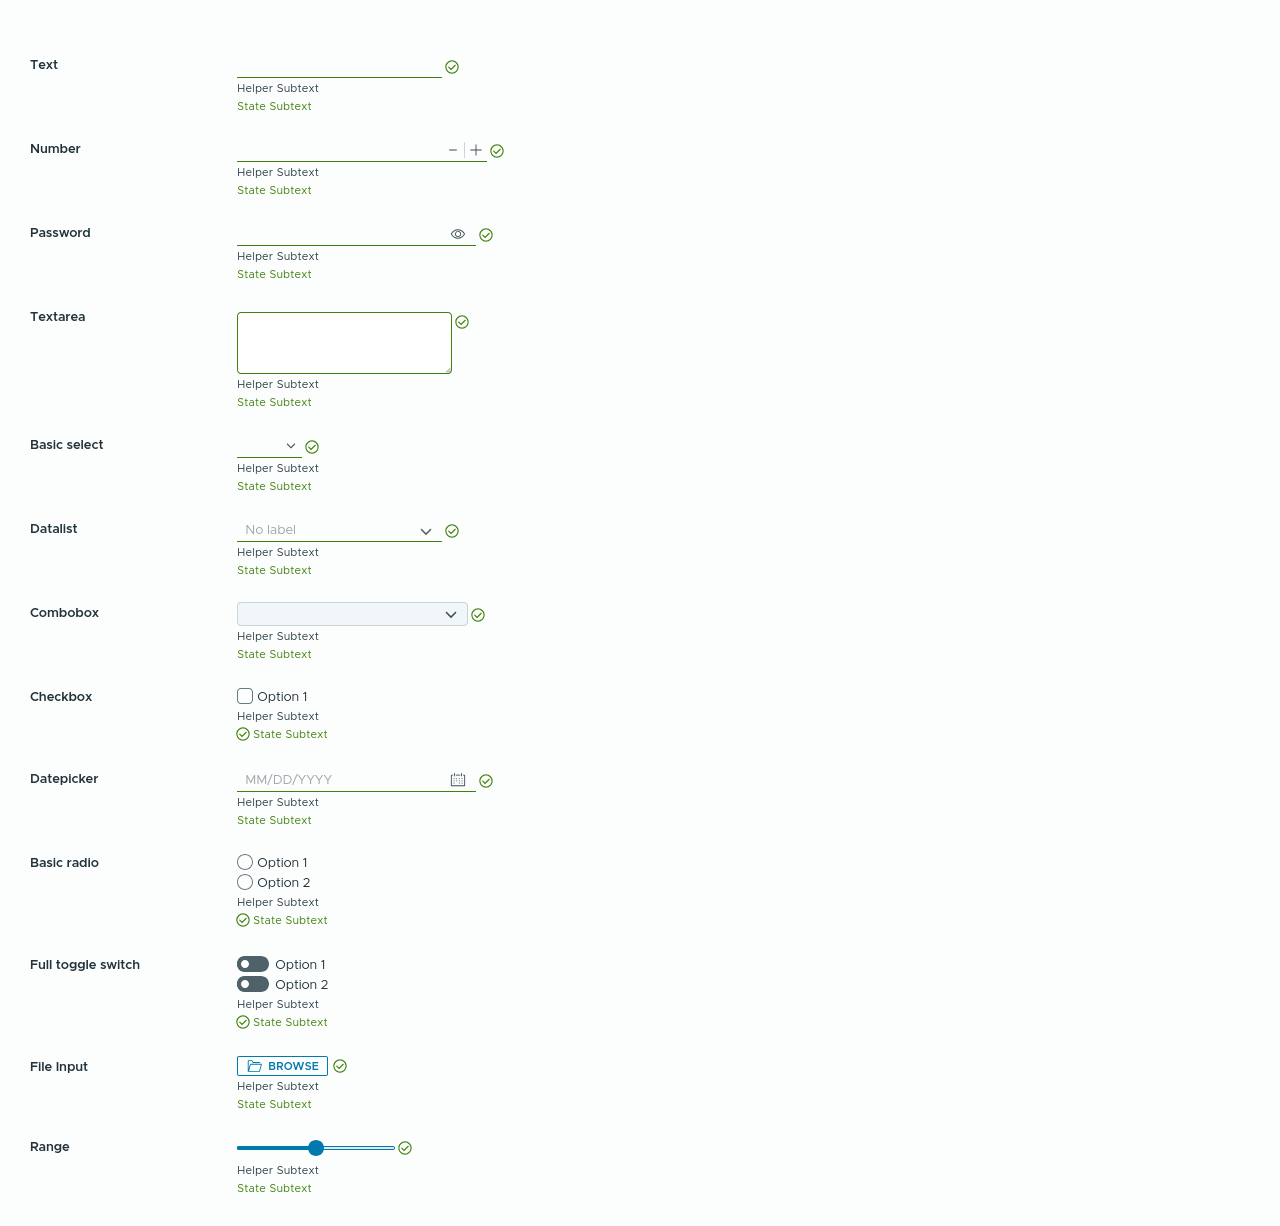 Text
Helper Subtext
State Subtext
Number
Helper Subtext
State Subtext
Password
Helper Subtext
State Subtext
Textarea
Helper Subtext
State Subtext
Basic select
Helper Subtext
State Subtext
Datalist
No label
Helper Subtext
State Subtext
Combobox
Helper Subtext
State Subtext
Checkbox
Option 1
Helper Subtext
State Subtext
Datepicker
MM/DD/YYYY
Helper Subtext
State Subtext
Basic radio
Option 1
Option 2
Helper Subtext
State Subtext
Full toggle switch
Option 1
Option 2
Helper Subtext
State Subtext
File Input
BROWSE
Helper Subtext
State Subtext
Range
Helper Subtext
State Subtext